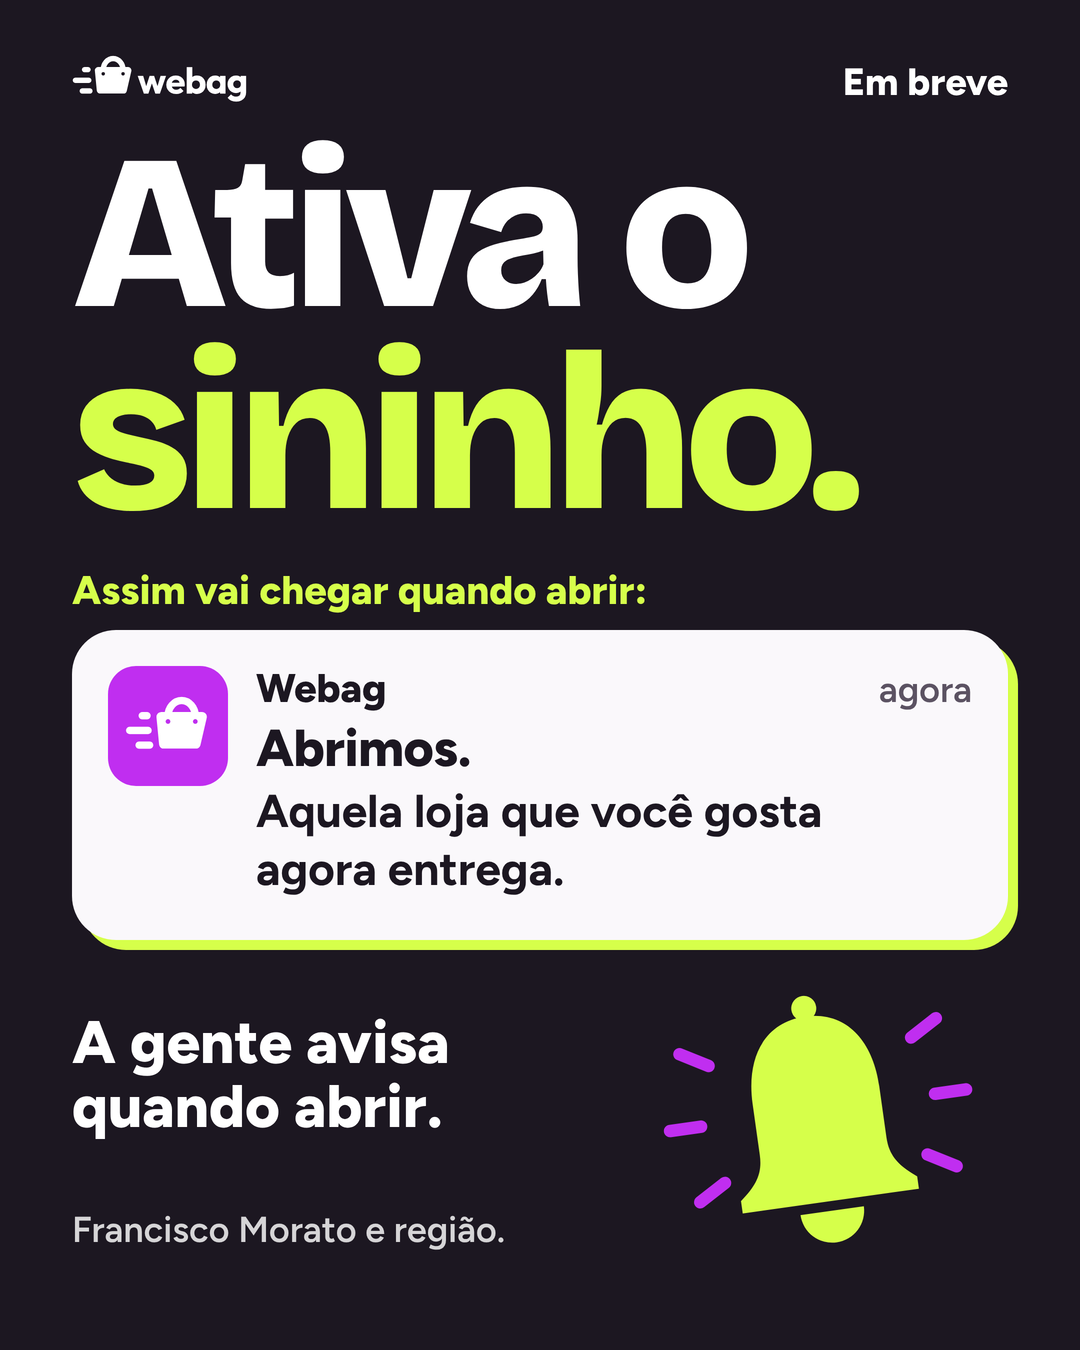 webag
Em breve
Ativa o
sininho.
Assim vai chegar quando abrir:
Webag
agora
Abrimos.
Aquela loja que você gosta
agora entrega.
A gente avisa
quando abrir.
Francisco Morato e região.